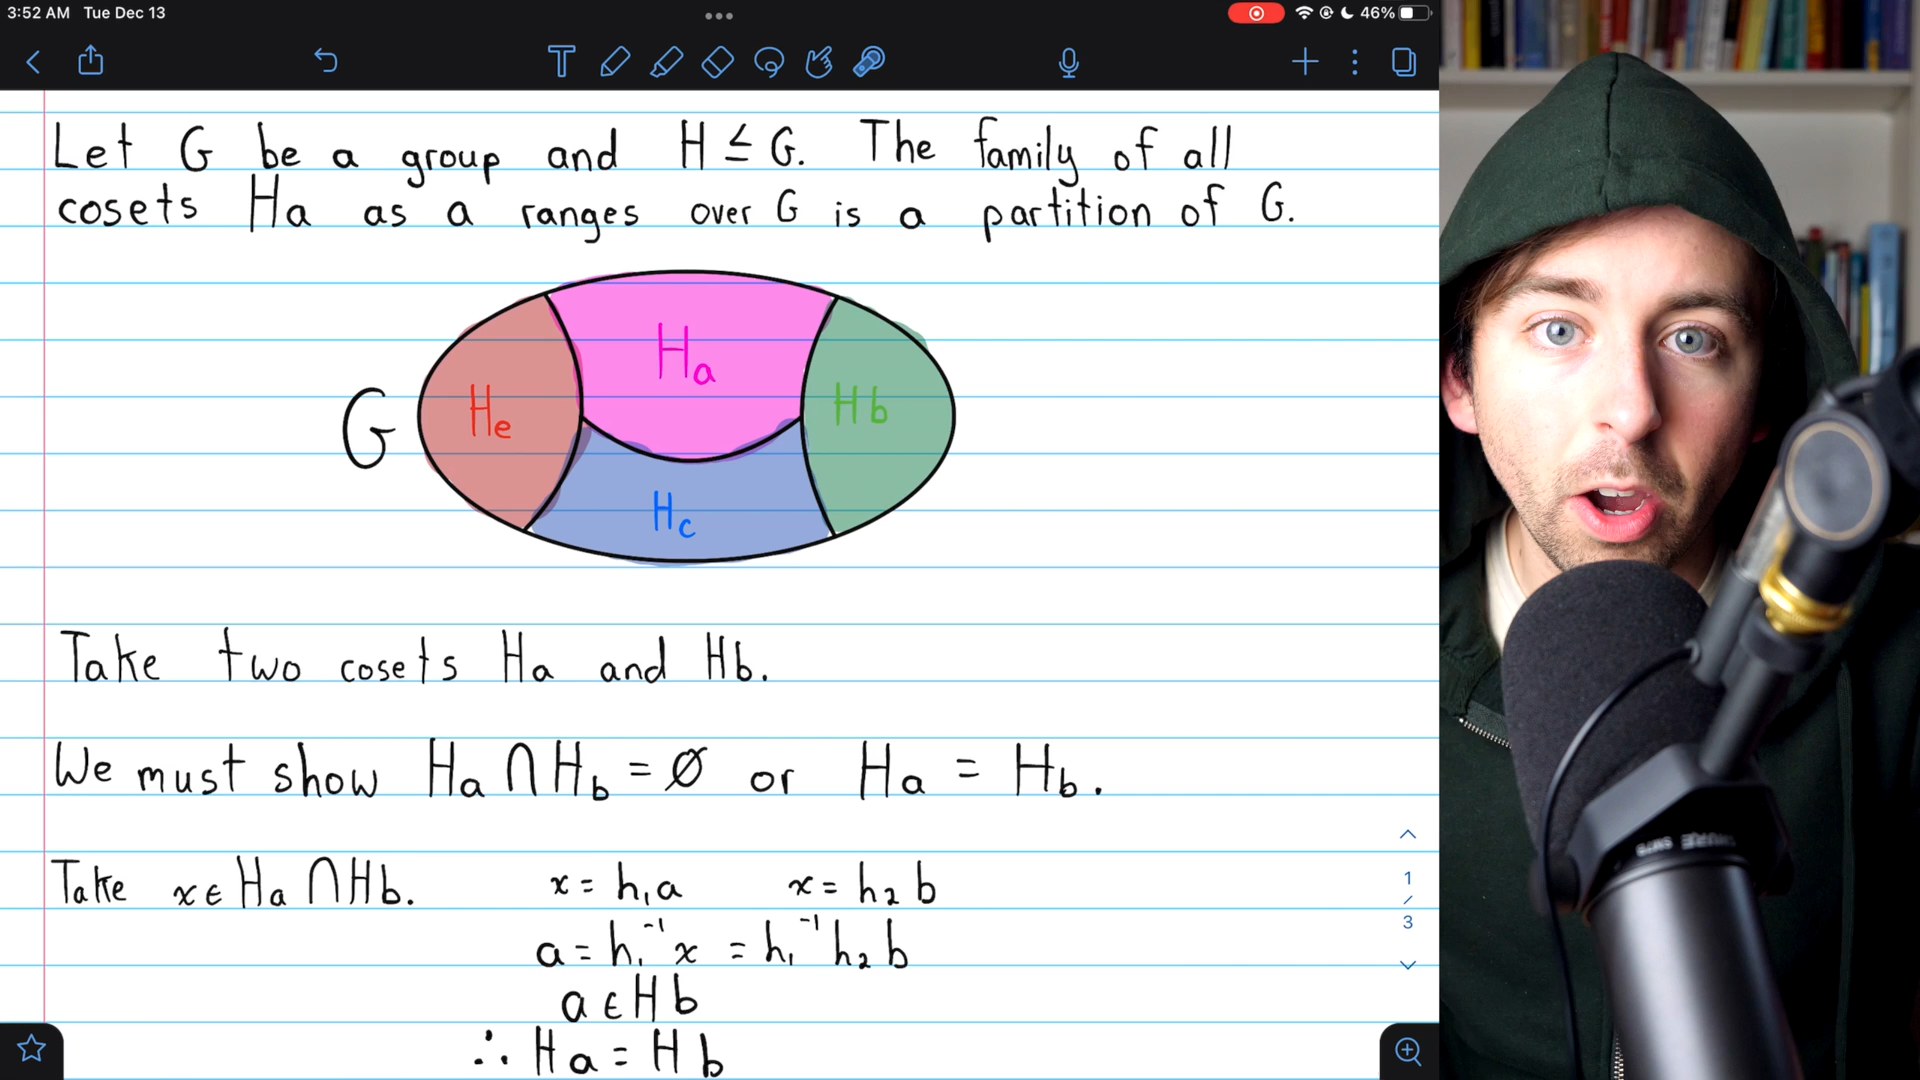 3:52 AM Tue Dec 13
46%
Let G be a group and H ≤ G. The family of all
cosets Ha as a ranges over G is a partition of G.
Ha
He
Hb
G
Hc
Take two cosets Ha and Hb.
We must show Ha ∩ Hb = ∅ or Ha = Hb.
Take x ∈ Ha ∩ Hb. x = h₁a x = h₂b
a = h₁⁻¹x = h₁⁻¹h₂b
a ∈ Hb
∴ Ha = Hb
1
/
3